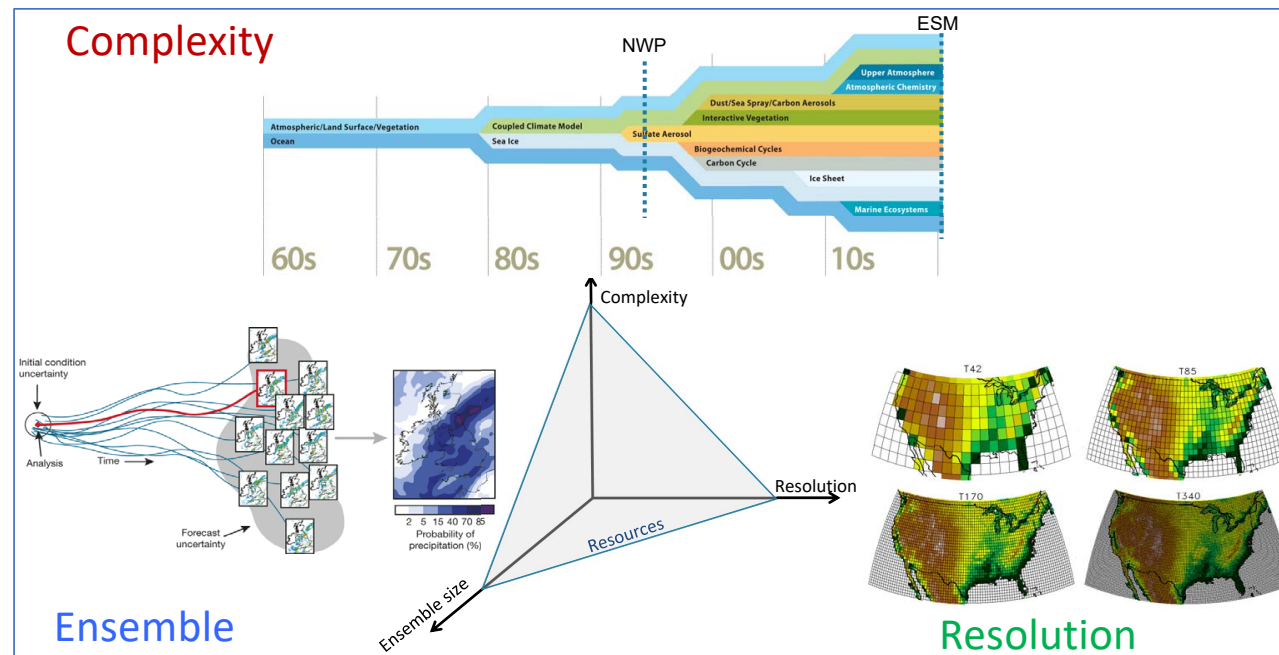 Complexity
NWP
ESM
Upper Atmosphere
Atmospheric Chemistry
Dust/Sea Spray/Carbon Aerosols
Interactive Vegetation
Atmospheric/Land Surface/Vegetation
Coupled Climate Model
Sulfate Aerosol
Ocean
Sea Ice
Biogeochemical Cycles
Carbon Cycle
Ice Sheet
Marine Ecosystems
60s
70s
80s
90s
00s
10s
Complexity
Resolution
Resources
Ensemble size
Initial condition
uncertainty
Analysis
Time
Forecast
uncertainty
2 5 15 40 70 85
Probability of
precipitation (%)
T42
T85
T170
T340
Ensemble
Resolution